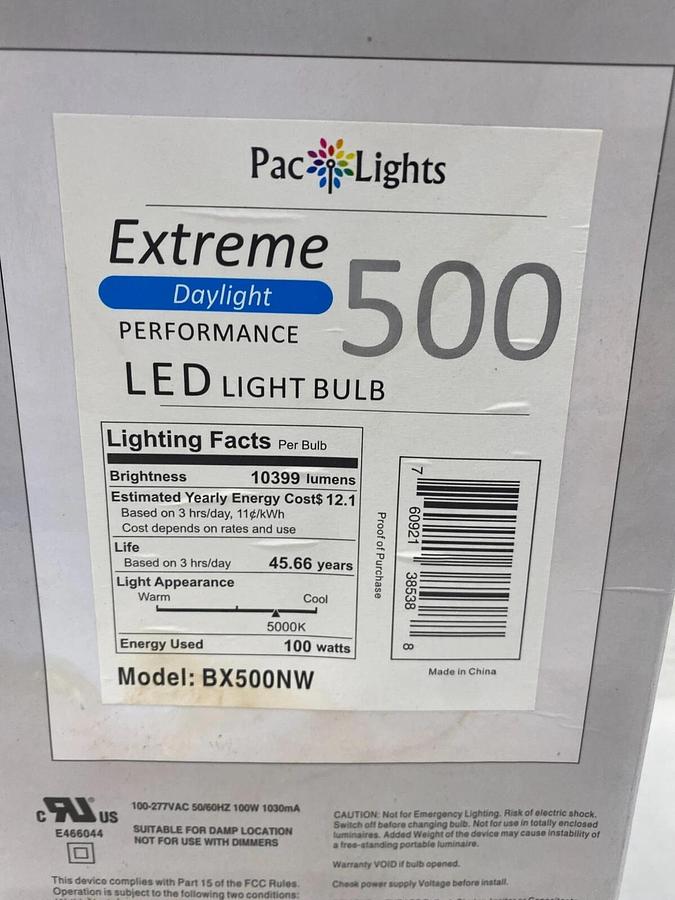 Pac Lights
Extreme
Daylight
500
PERFORMANCE
LED LIGHT BULB
Lighting Facts Per Bulb
Brightness 10399 lumens
Estimated Yearly Energy Cost$ 12.1
Based on 3 hrs/day, 11¢/kWh
Cost depends on rates and use
Life
Based on 3 hrs/day 45.66 years
Light Appearance
Warm Cool
5000K
Energy Used 100 watts
Model: BX500NW
Proof of Purchase
7 60921 38538 8
Made in China
c RU US
E466044
100-277VAC 50/60HZ 100W 1030mA
SUITABLE FOR DAMP LOCATION
NOT FOR USE WITH DIMMERS
This device complies with Part 15 of the FCC Rules.
Operation is subject to the following two conditions:
CAUTION: Not for Emergency Lighting. Risk of electric shock.
Switch off before changing bulb. Not for use in totally enclosed
luminaires. Added Weight of the device may cause instability of
a free-standing portable luminaire.
Warranty VOID if bulb opened.
Check power supply Voltage before install.